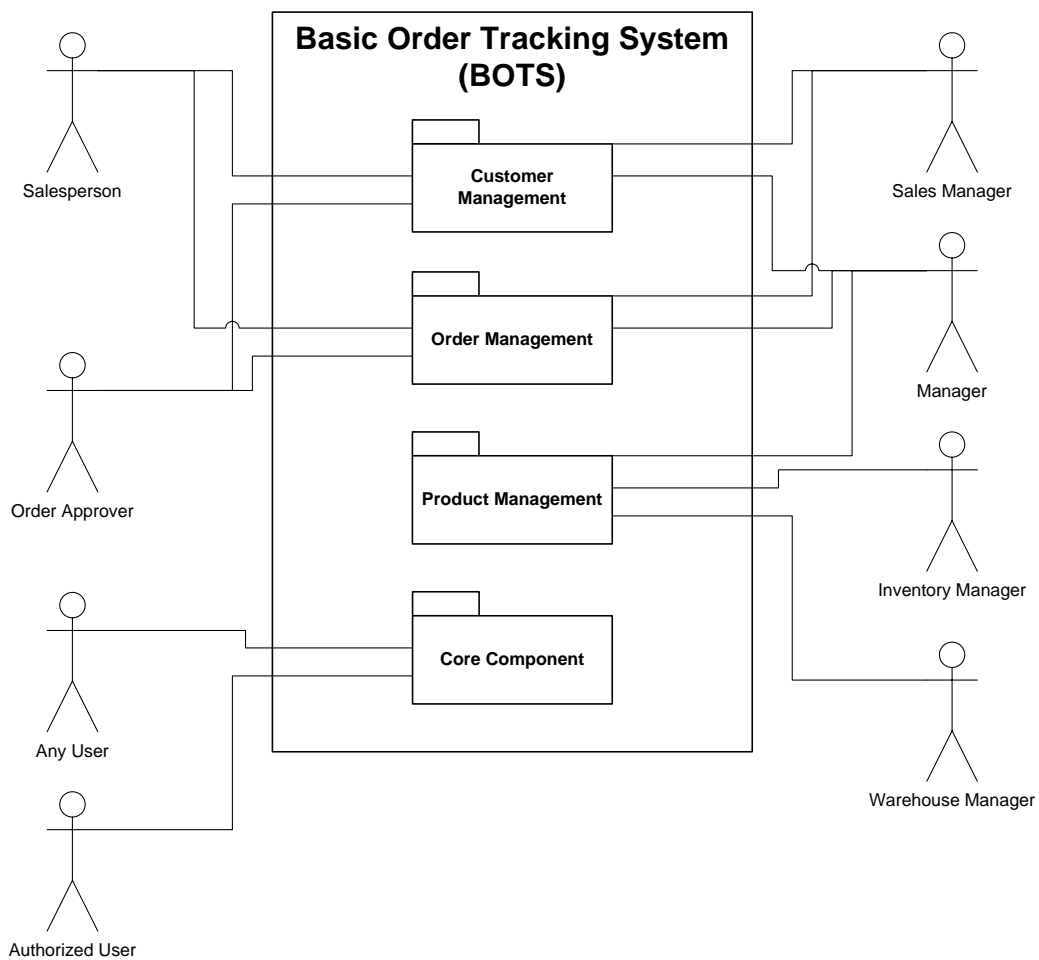 Basic Order Tracking System
(BOTS)
Salesperson
Customer
Management
Sales Manager
Order Management
Manager
Order Approver
Product Management
Inventory Manager
Core Component
Any User
Warehouse Manager
Authorized User